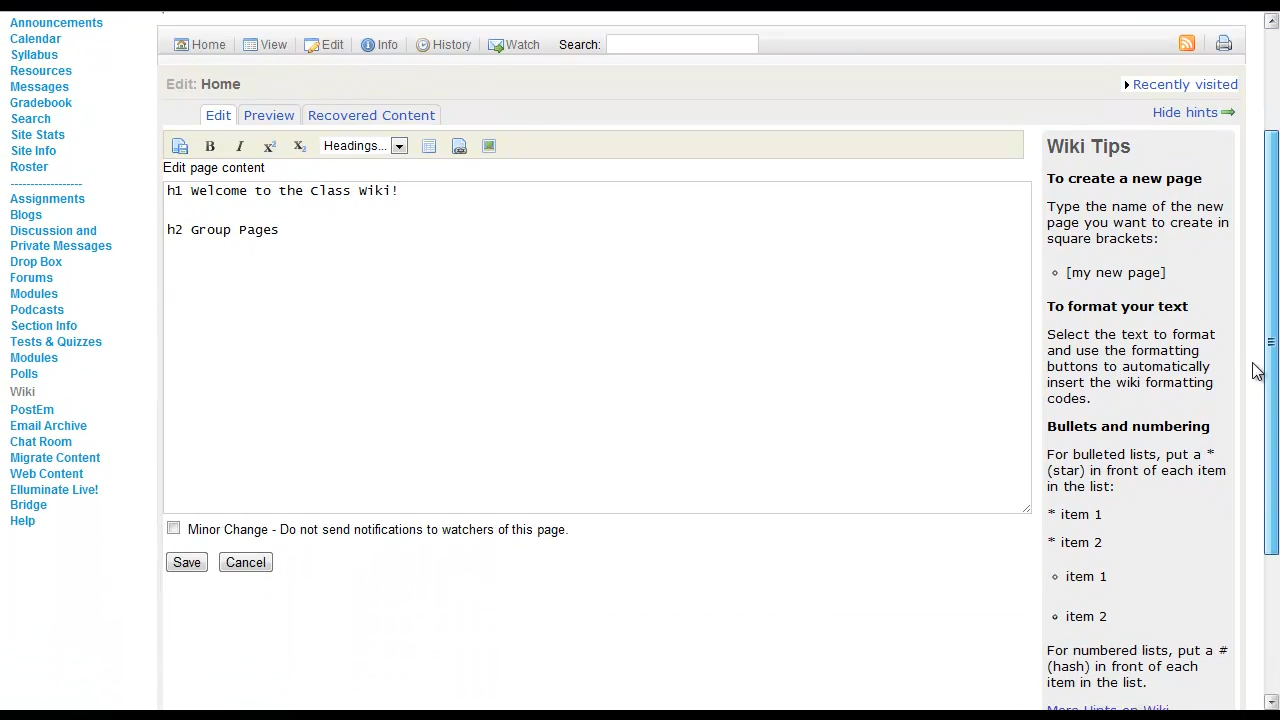 Announcements
Calendar
Syllabus
Resources
Messages
Gradebook
Search
Site Stats
Site Info
Roster
------------------
Assignments
Blogs
Discussion and
Private Messages
Drop Box
Forums
Modules
Podcasts
Section Info
Tests & Quizzes
Modules
Polls
Wiki
PostEm
Email Archive
Chat Room
Migrate Content
Web Content
Elluminate Live!
Bridge
Help
Home View Edit Info History Watch Search:
Edit: Home
Recently visited
Edit Preview Recovered Content
Hide hints
B I X² X₂ Headings...
Edit page content
h1 Welcome to the Class Wiki!
h2 Group Pages
Minor Change - Do not send notifications to watchers of this page.
Save Cancel
Wiki Tips
To create a new page
Type the name of the new
page you want to create in
square brackets:
[my new page]
To format your text
Select the text to format
and use the formatting
buttons to automatically
insert the wiki formatting
codes.
Bullets and numbering
For bulleted lists, put a *
(star) in front of each item
in the list:
* item 1
* item 2
item 1
item 2
For numbered lists, put a #
(hash) in front of each
item in the list.
More Hints on Wiki